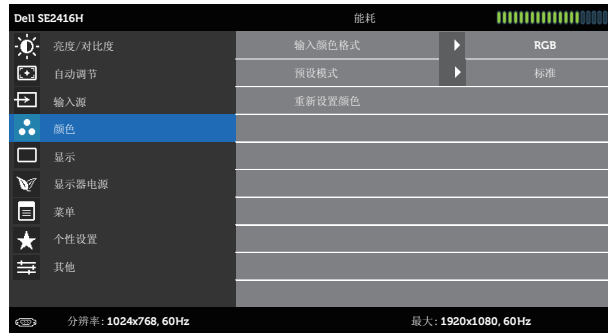 Dell SE2416H 能耗
亮度/对比度 输入颜色格式 RGB
自动调节 预设模式 标准
输入源 重新设置颜色
颜色
显示
显示器电源
菜单
个性设置
其他
分辨率: 1024x768, 60Hz 最大: 1920x1080, 60Hz